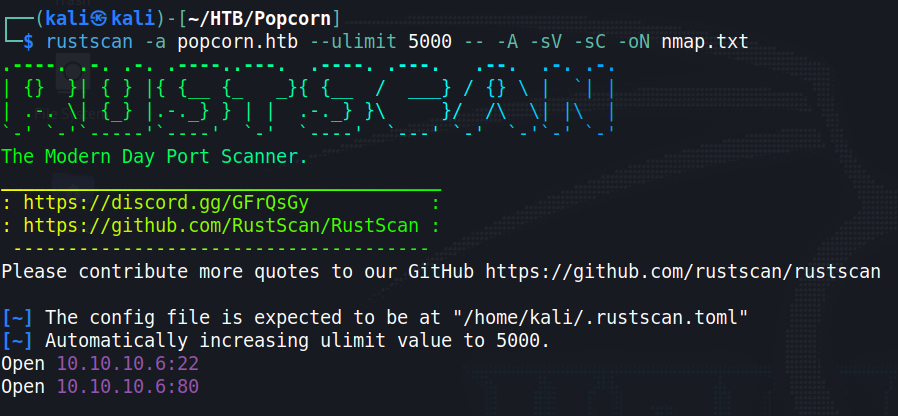 ┌──(kali㉿kali)-[~/HTB/Popcorn]
└─$ rustscan -a popcorn.htb --ulimit 5000 -- -A -sV -sC -oN nmap.txt
.----. .-. .-. .----..---.  .----. .---.   .--.  .-. .-.
| {}  }| { } |{ {__ {_   _}{ {__  /  ___} / {} \ |  `| |
| .-. \| {_} |.-._} } | |  .-._} }\     }/  /\  \| |\  |
`-' `-'`-----'`----'  `-'  `----'  `---' `-'  `-'`-' `-'
The Modern Day Port Scanner.
________________________________________
: https://discord.gg/GFrQsGy           :
: https://github.com/RustScan/RustScan :
 --------------------------------------
Please contribute more quotes to our GitHub https://github.com/rustscan/rustscan
[~] The config file is expected to be at "/home/kali/.rustscan.toml"
[~] Automatically increasing ulimit value to 5000.
Open 10.10.10.6:22
Open 10.10.10.6:80